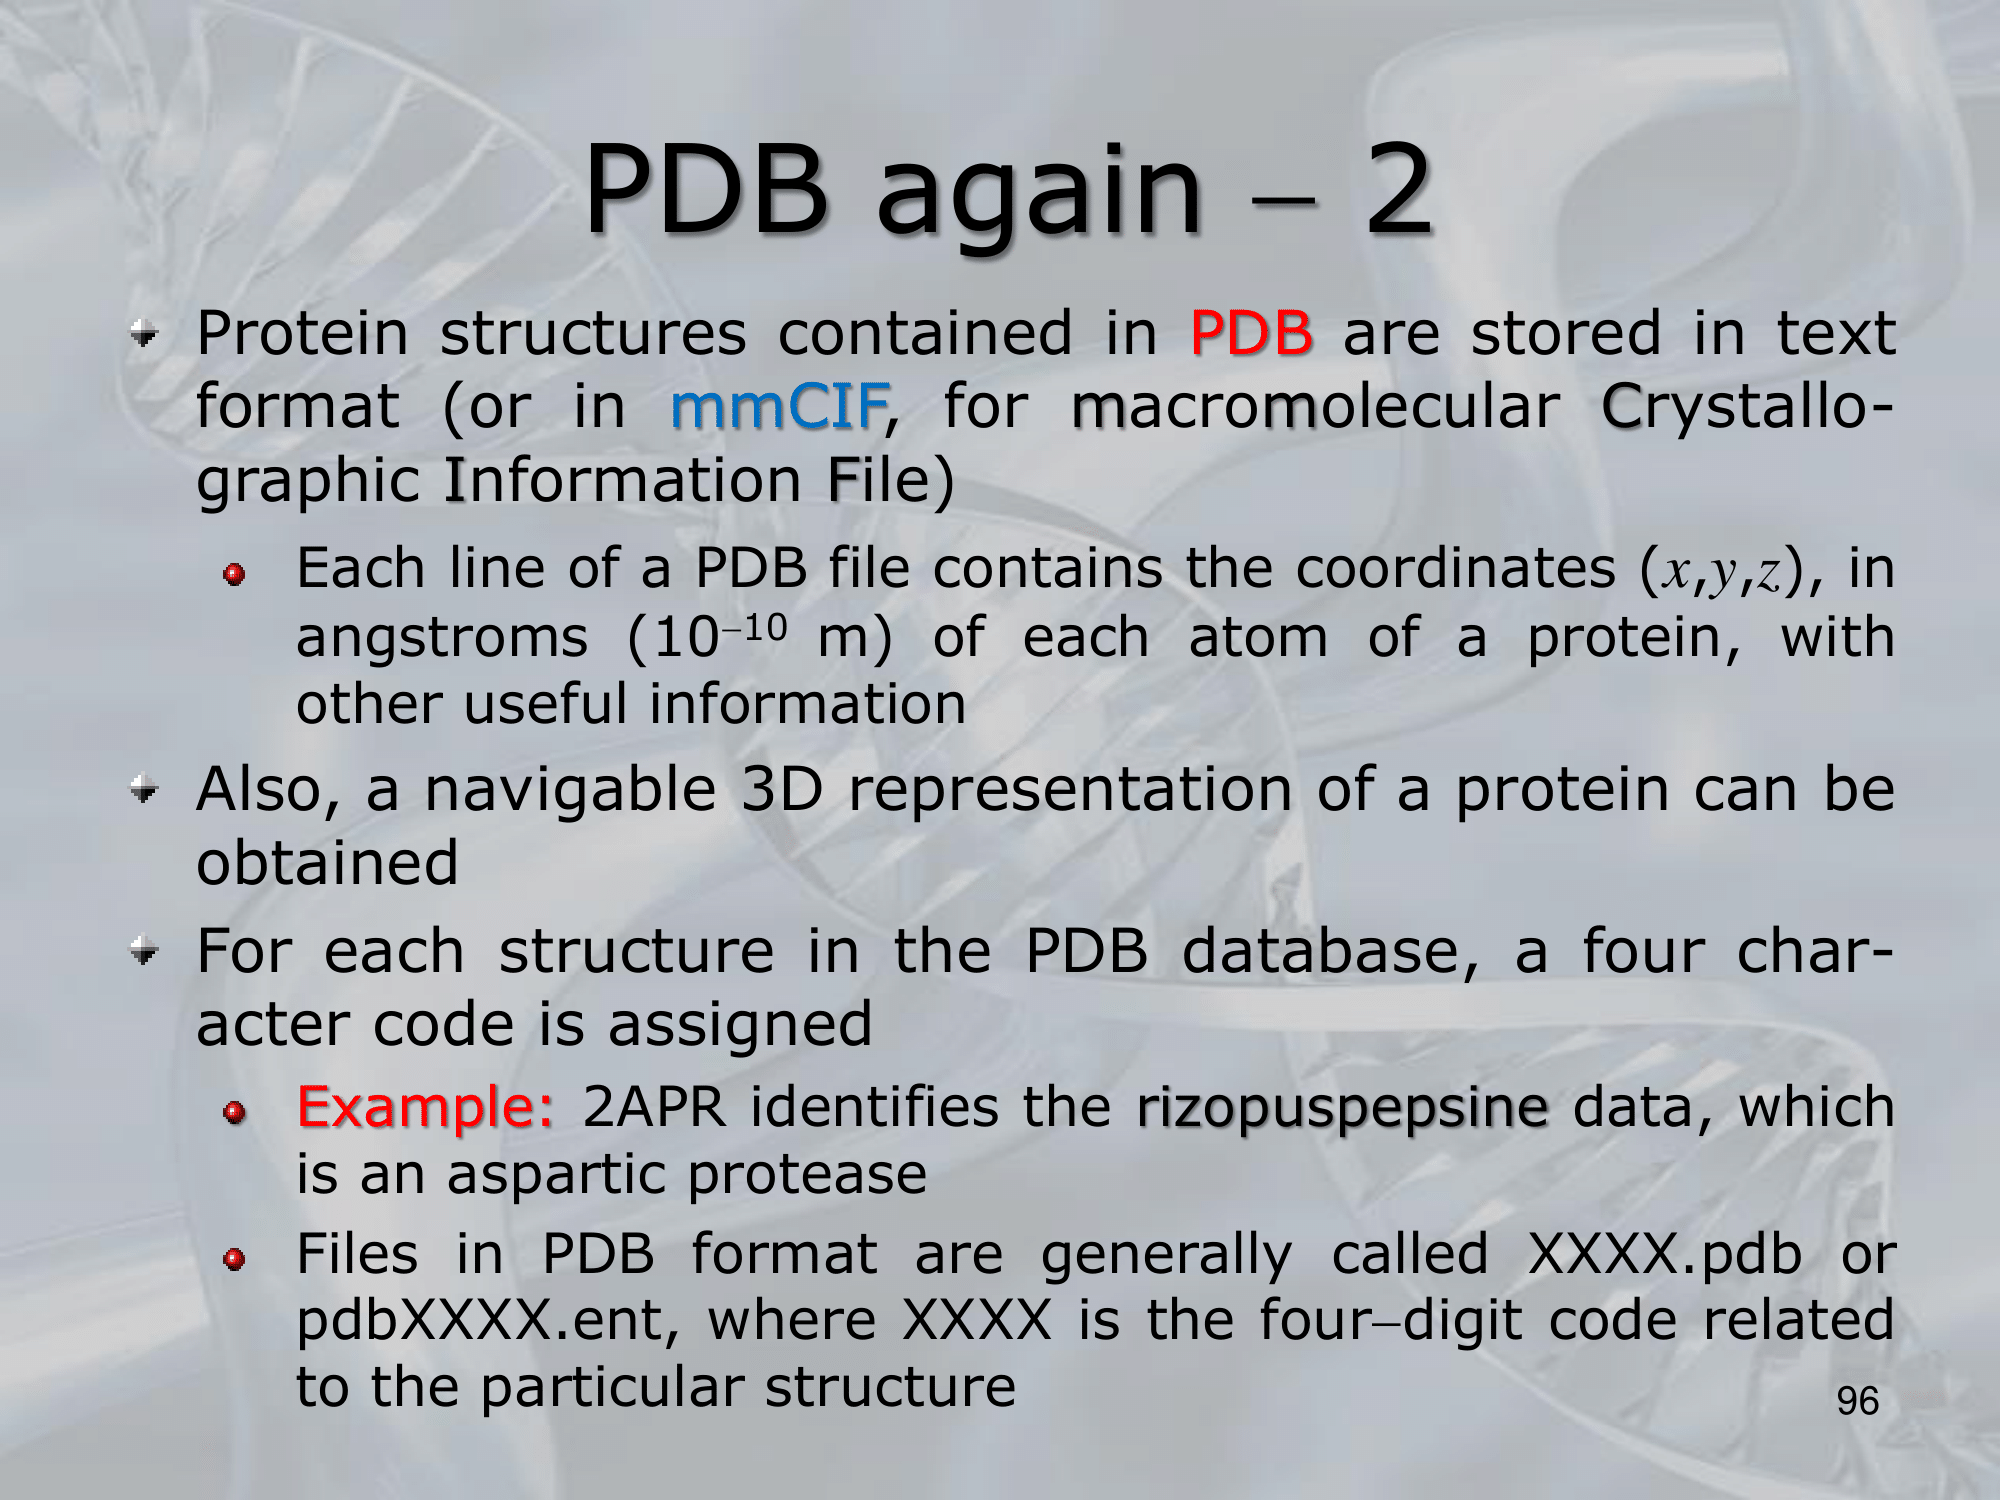 PDB again – 2
Protein structures contained in PDB are stored in text
format (or in mmCIF, for macromolecular Crystallo-
graphic Information File)
Each line of a PDB file contains the coordinates (x,y,z), in
angstroms (10–10 m) of each atom of a protein, with
other useful information
Also, a navigable 3D representation of a protein can be
obtained
For each structure in the PDB database, a four char-
acter code is assigned
Example: 2APR identifies the rizopuspepsine data, which
is an aspartic protease
Files in PDB format are generally called XXXX.pdb or
pdbXXXX.ent, where XXXX is the four–digit code related
to the particular structure
96